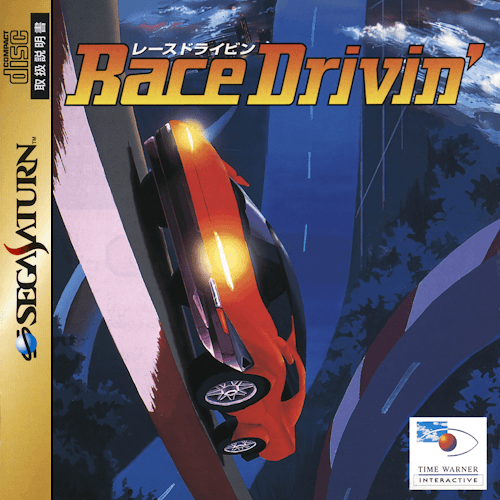 COMPACT
disc
取扱説明書
SEGA SATURN™
レースドライビン
Race Drivin'
TIME WARNER
INTERACTIVE